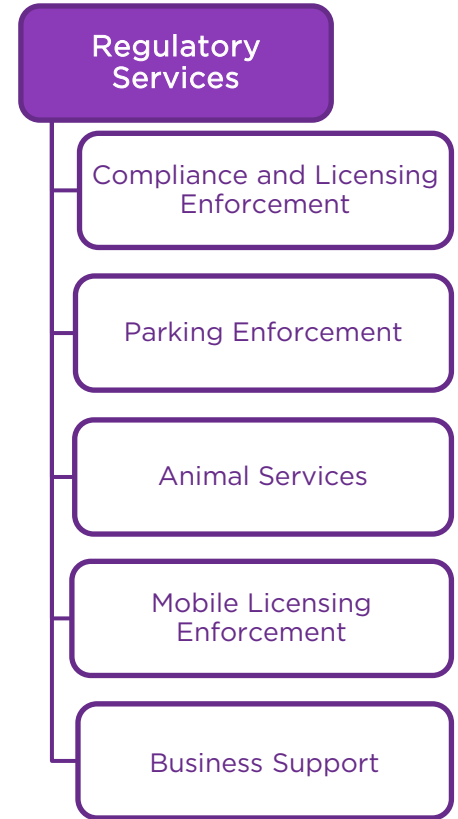 Regulatory
Services
Compliance and Licensing
Enforcement
Parking Enforcement
Animal Services
Mobile Licensing
Enforcement
Business Support